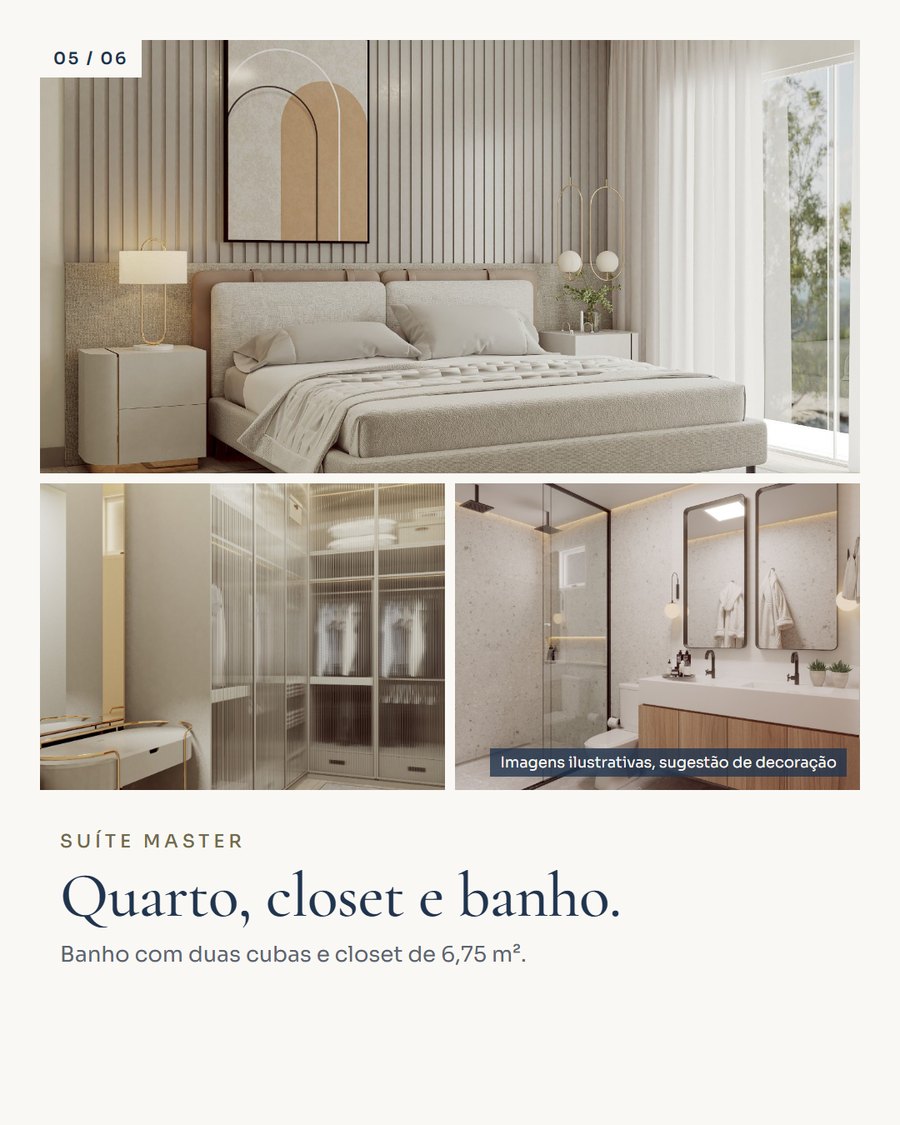 05 / 06
Imagens ilustrativas, sugestão de decoração
SUÍTE MASTER
Quarto, closet e banho.
Banho com duas cubas e closet de 6,75 m².